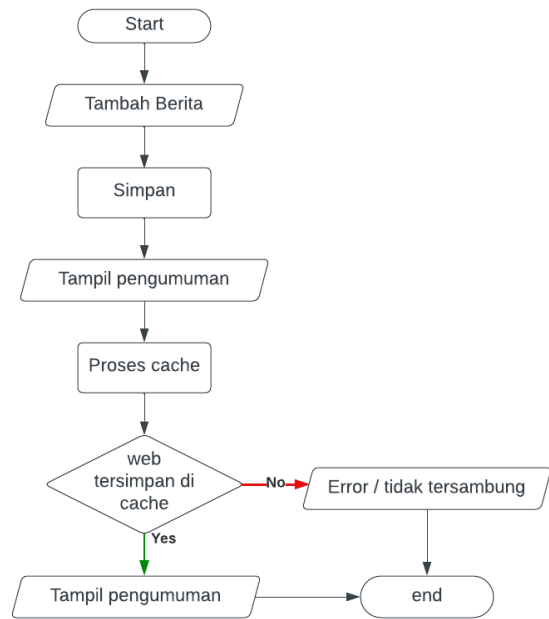 Start
Tambah Berita
Simpan
Tampil pengumuman
Proses cache
web
tersimpan di
cache
No
Error / tidak tersambung
Yes
Tampil pengumuman
end